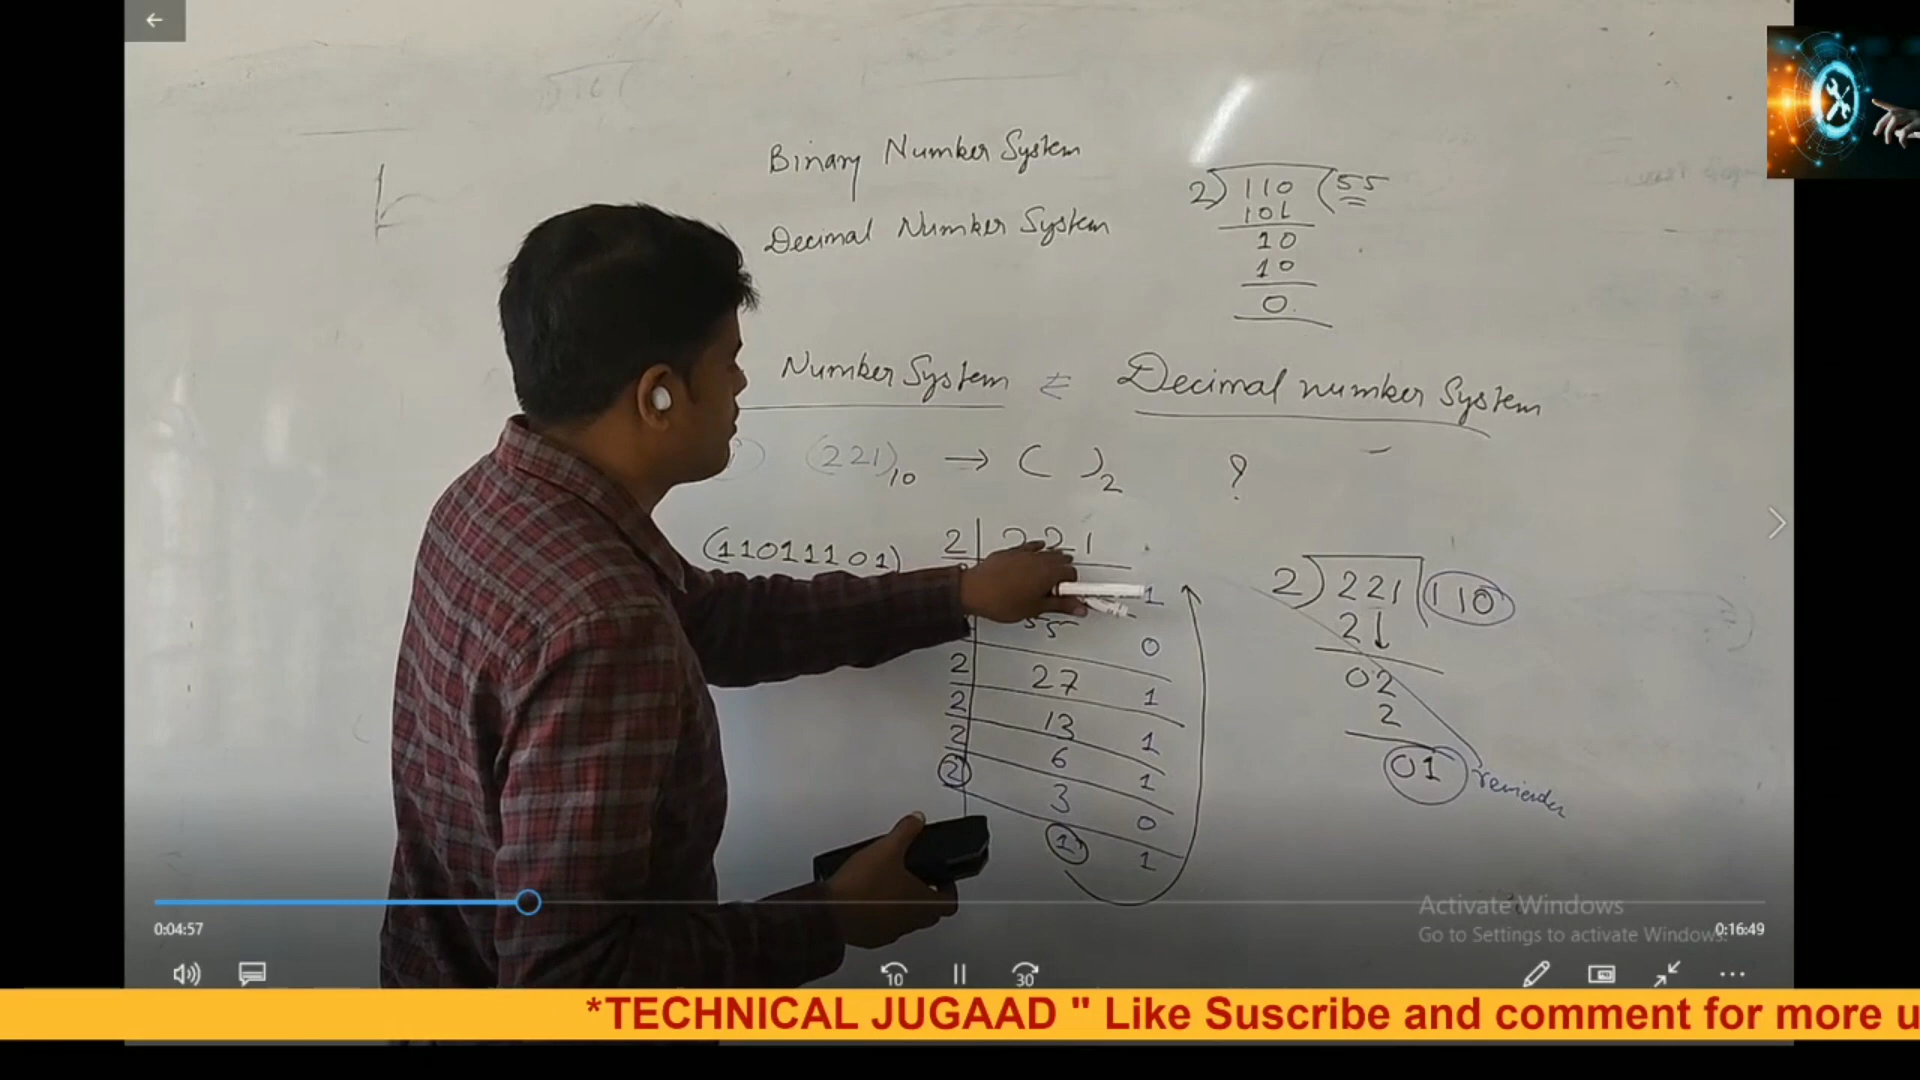 Binary Number System
Decimal Number System
2) 110 (55
101
10
10
0
Number System = Decimal number System
(221)10 → ( )2 ?
(11011101)
2 221
1
55 0
2 27 1
2 13 1
2 6 1
2 3 0
1 1
2) 221 110
21
02
2
01
Activate Windows
Go to Settings to activate Windows.
0:04:57
0:16:49
10
30
*TECHNICAL JUGAAD " Like Suscribe and comment for more u